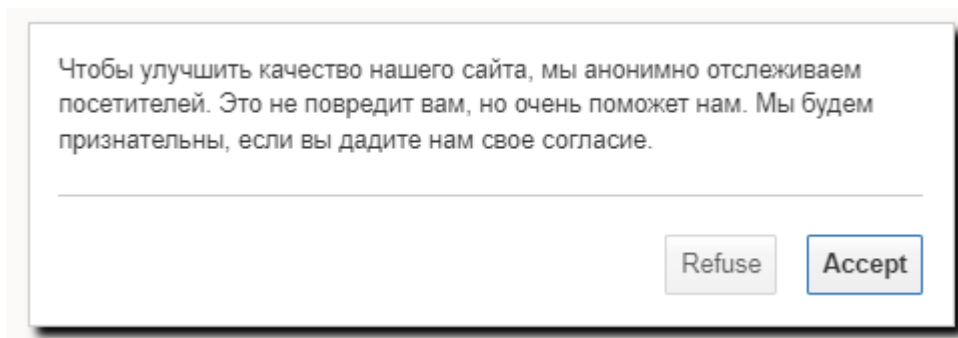 Чтобы улучшить качество нашего сайта, мы анонимно отслеживаем
посетителей. Это не повредит вам, но очень поможет нам. Мы будем
признательны, если вы дадите нам свое согласие.
Refuse Accept